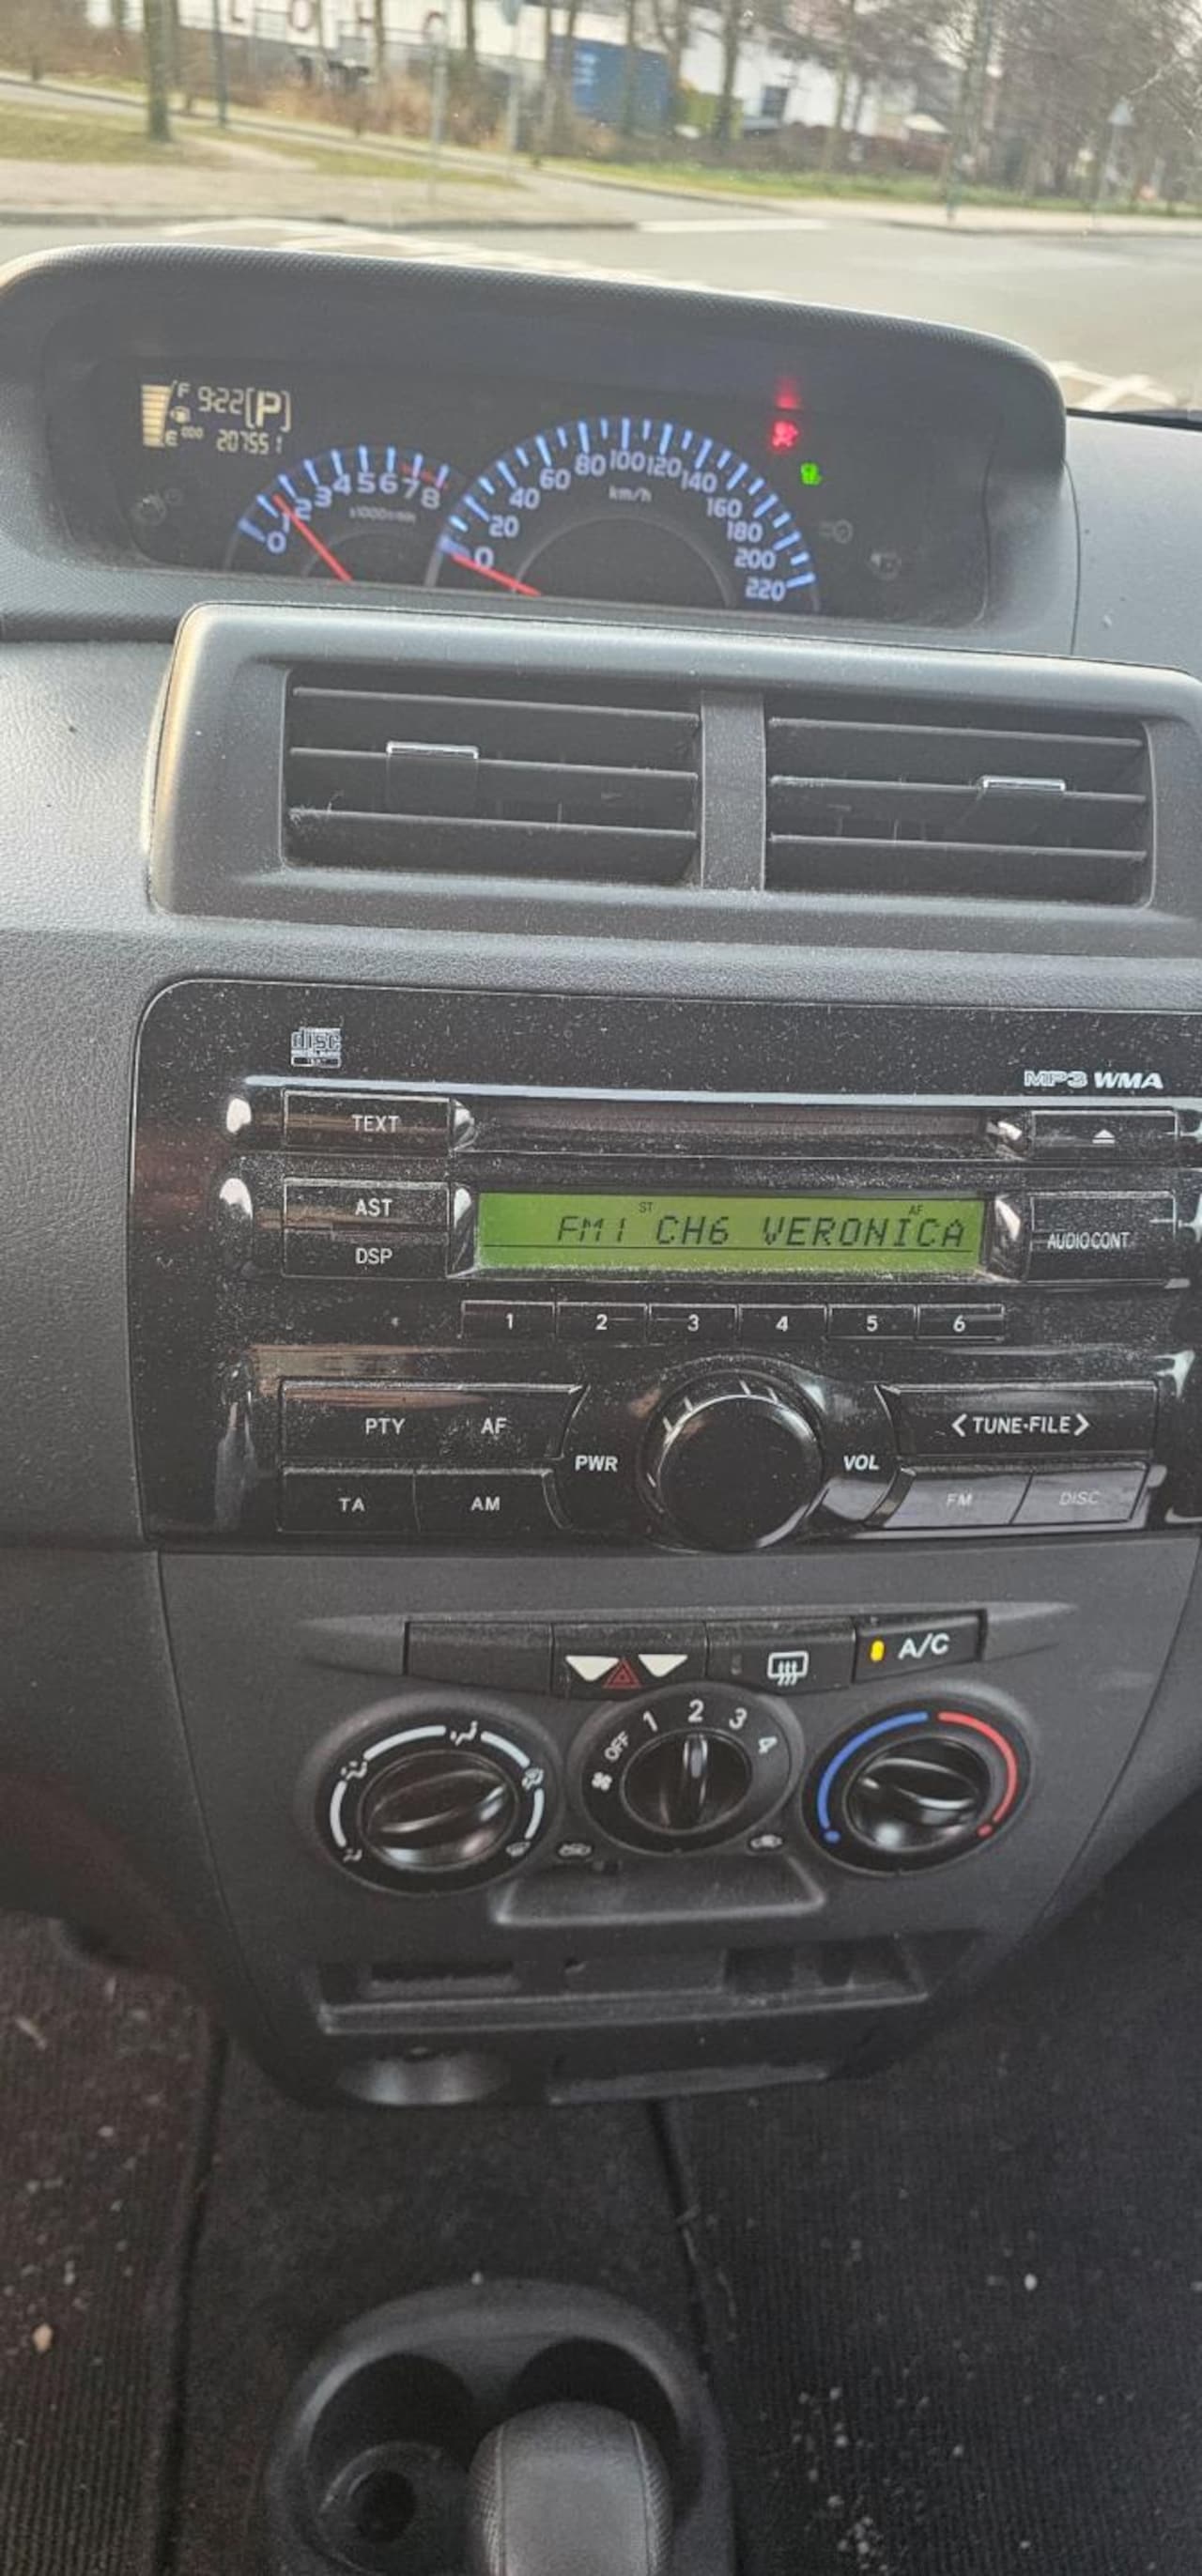 L O H C
F 9:22 [P]
E ODO 207551
0 1 2 3 4 5 6 7 8
x1000r/min
0 20 40 60 80 100 120 140 160 180 200 220
km/h
disc
MP3 WMA
TEXT
AST
DSP
ST
AF
FM1 CH6 VERONICA
AUDIO CONT
1 2 3 4 5 6
PTY AF
PWR
VOL
< TUNE•FILE >
TA AM
FM DISC
A/C
OFF 1 2 3 4